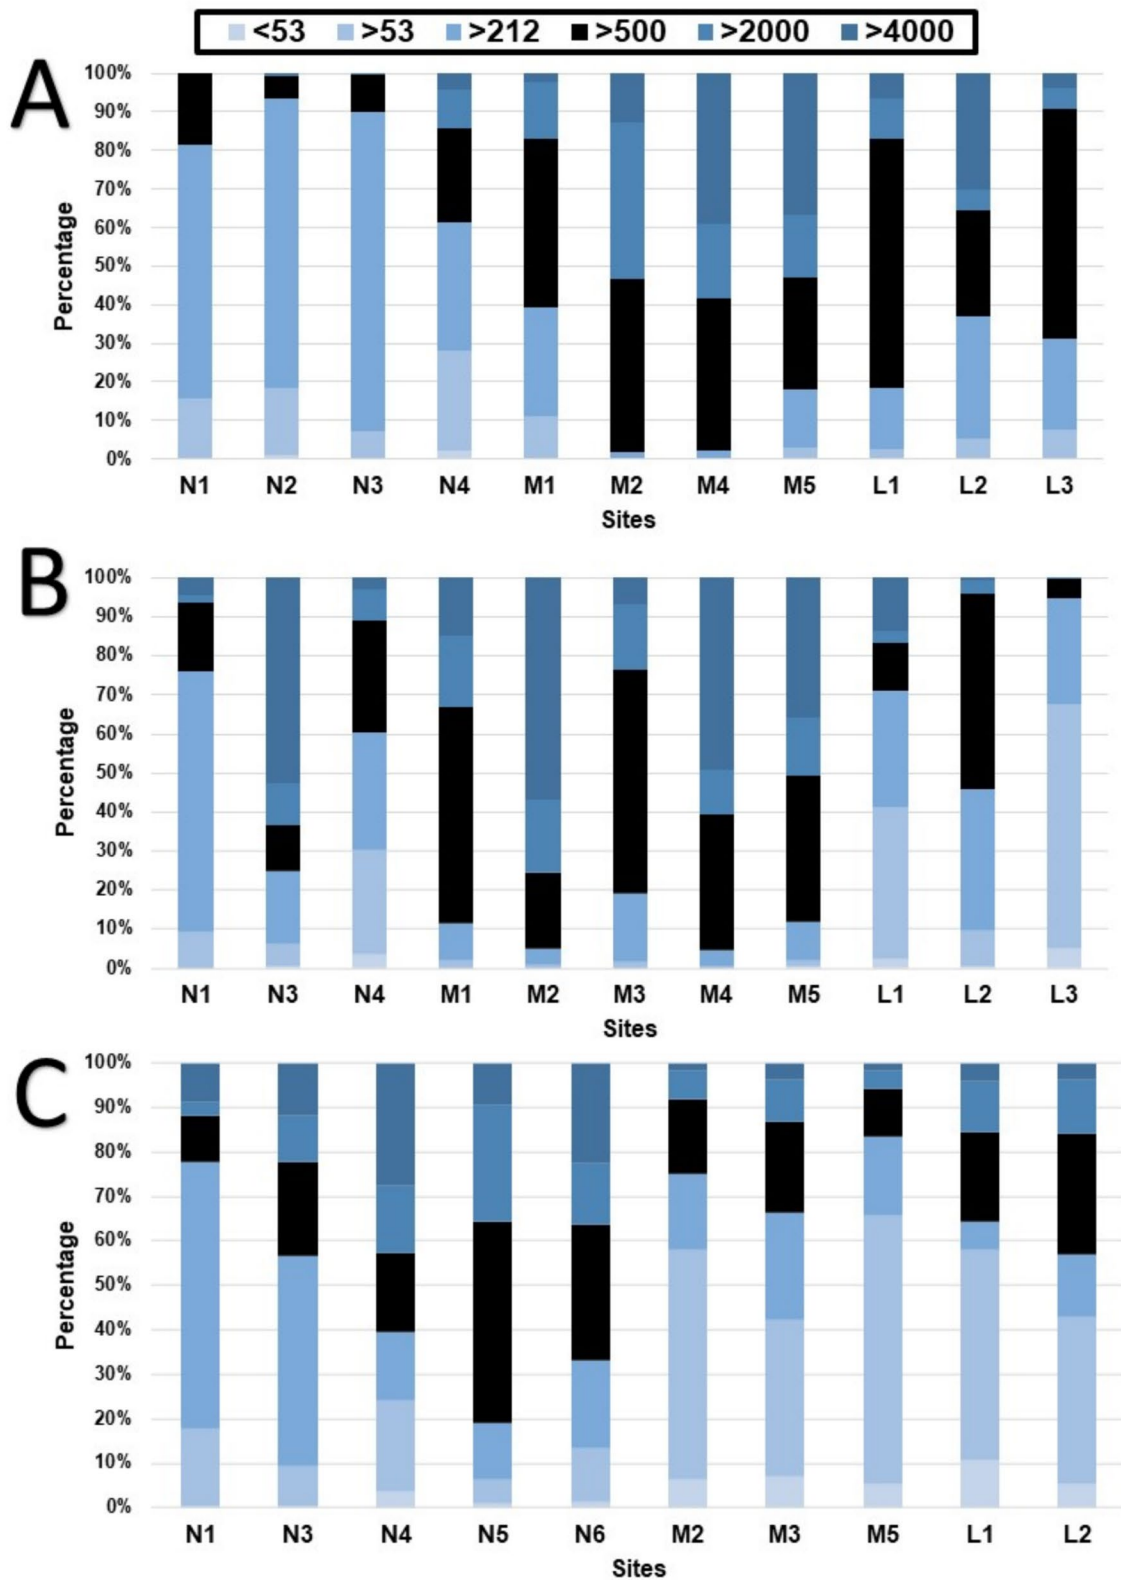 <53 >53 >212 >500 >2000 >4000
A
100%
90%
80%
70%
60%
50%
40%
30%
20%
10%
0%
Percentage
N1 N2 N3 N4 M1 M2 M4 M5 L1 L2 L3
Sites
B
100%
90%
80%
70%
60%
50%
40%
30%
20%
10%
0%
Percentage
N1 N3 N4 M1 M2 M3 M4 M5 L1 L2 L3
Sites
C
100%
90%
80%
70%
60%
50%
40%
30%
20%
10%
0%
Percentage
N1 N3 N4 N5 N6 M2 M3 M5 L1 L2
Sites